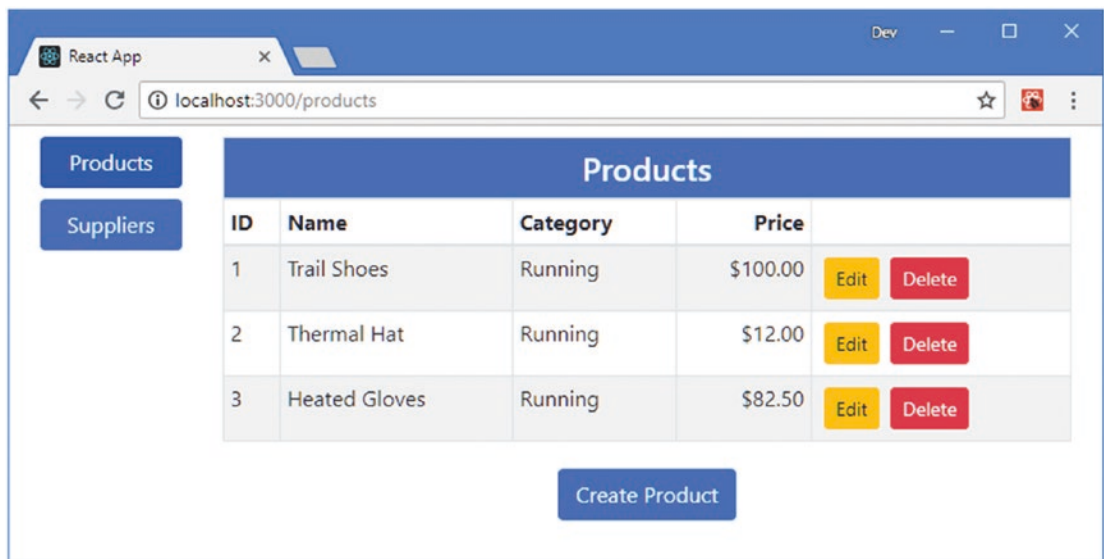 Dev
React App
localhost:3000/products
Products
Suppliers
Products
ID Name Category Price
1 Trail Shoes Running $100.00 Edit Delete
2 Thermal Hat Running $12.00 Edit Delete
3 Heated Gloves Running $82.50 Edit Delete
Create Product